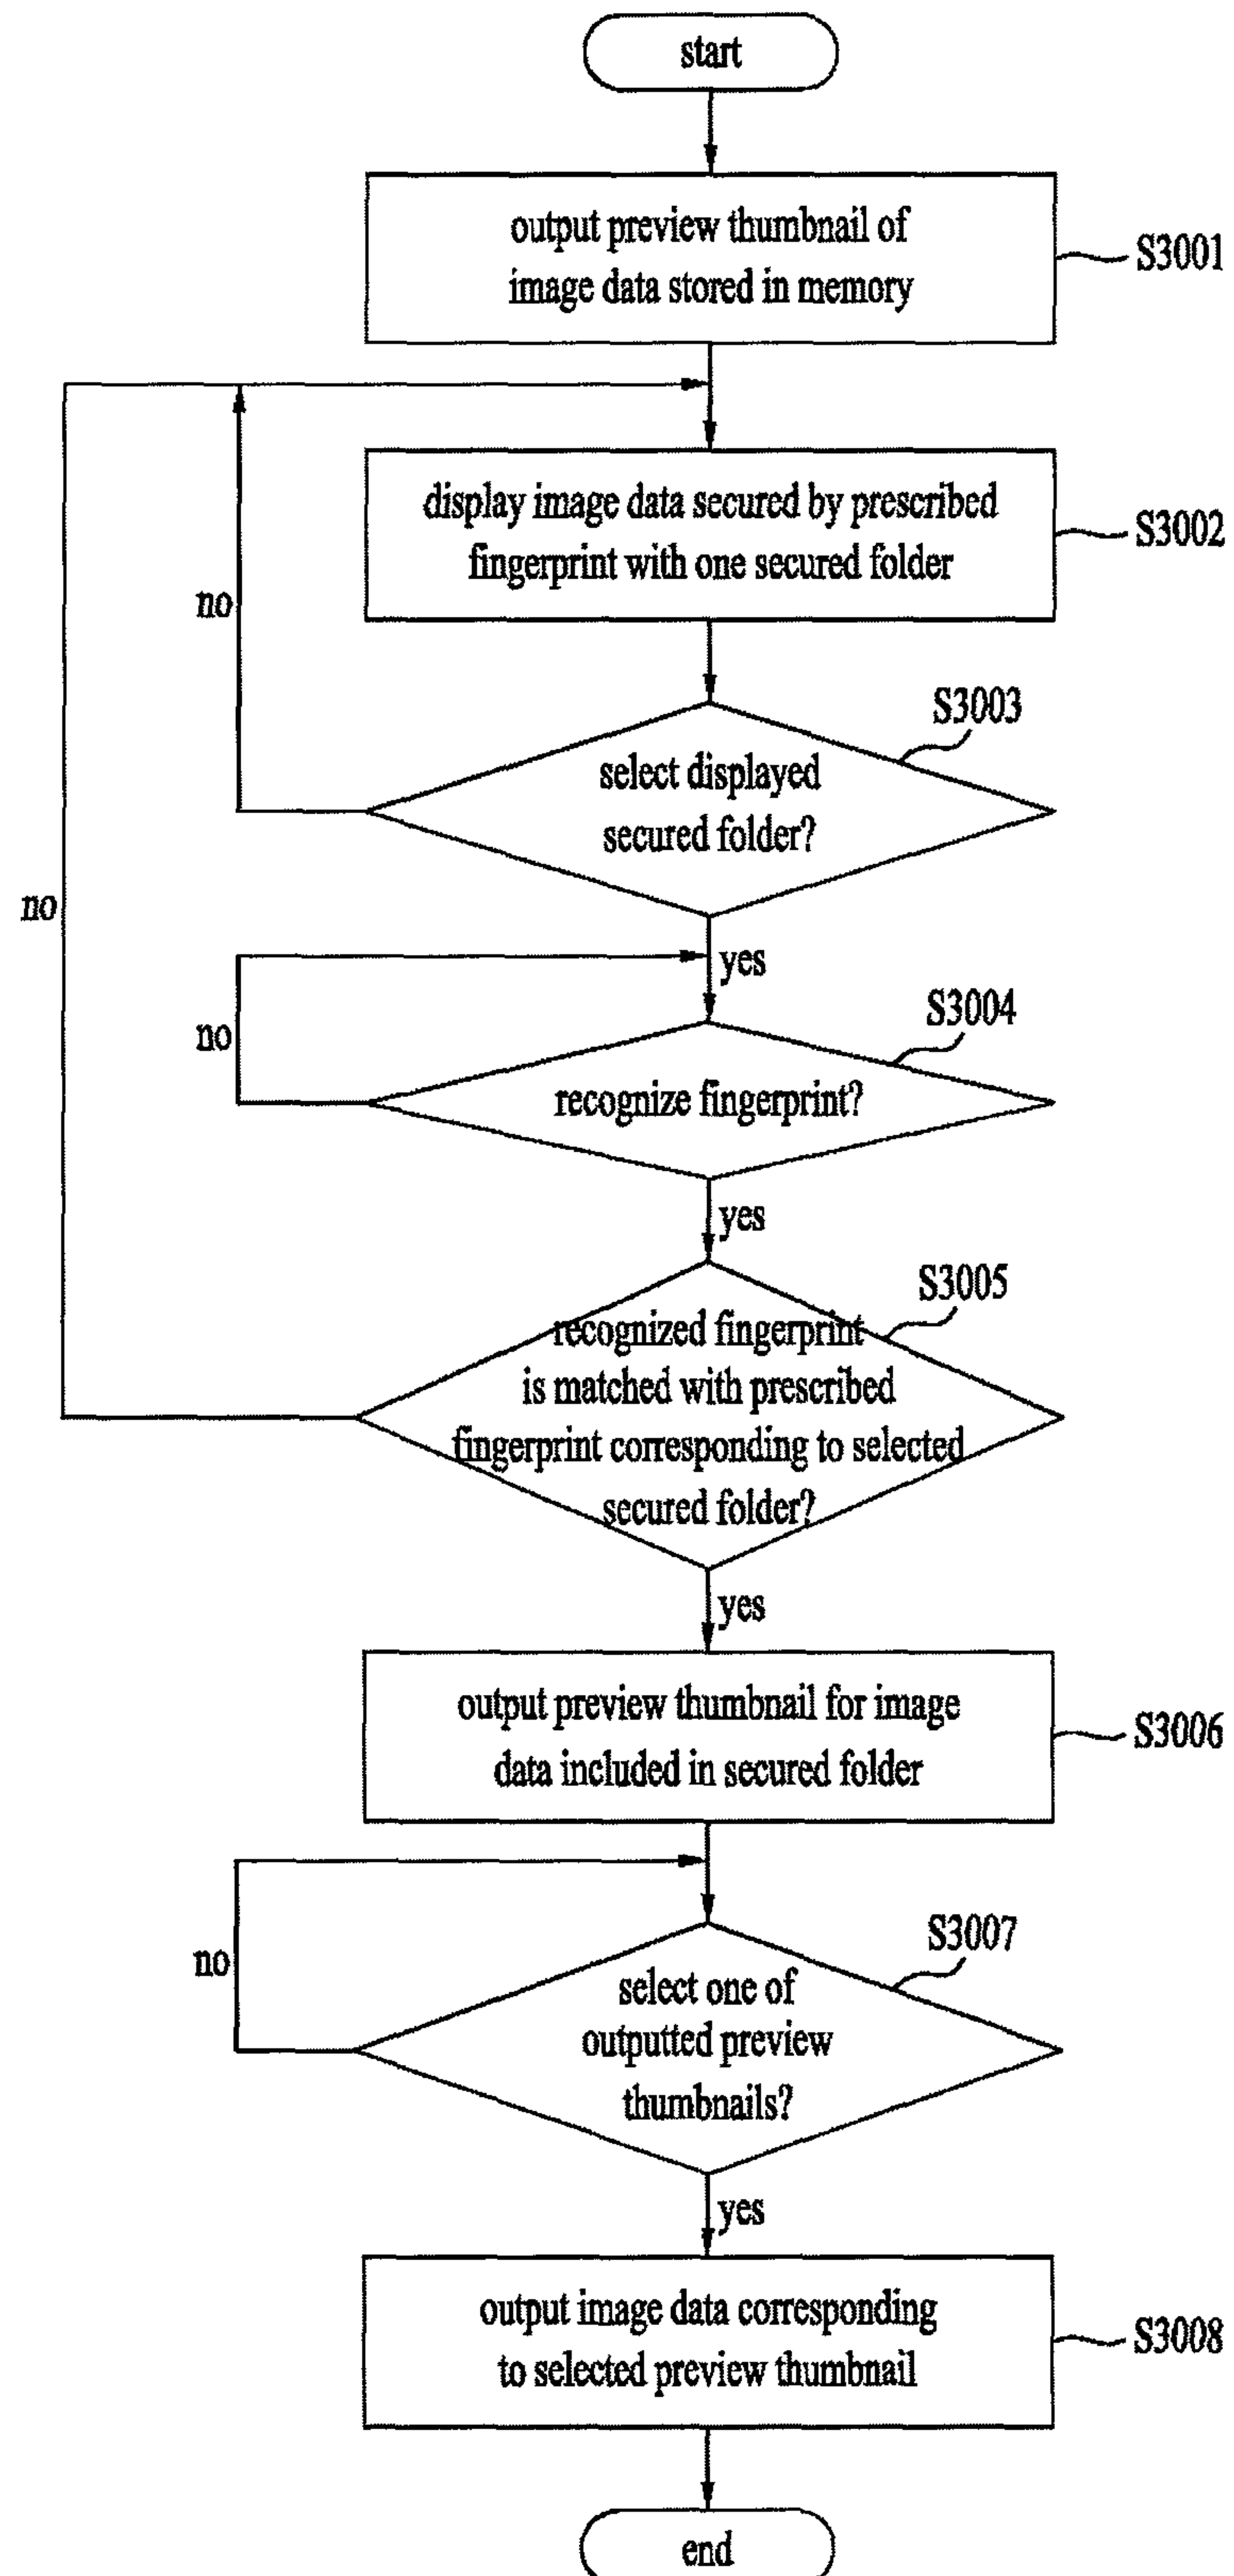 start
output preview thumbnail of
image data stored in memory
S3001
display image data secured by prescribed
fingerprint with one secured folder
S3002
no
S3003
select displayed
secured folder?
no
yes
S3004
no
recognize fingerprint?
yes
S3005
recognized fingerprint
is matched with prescribed
fingerprint corresponding to selected
secured folder?
yes
output preview thumbnail for image
data included in secured folder
S3006
S3007
no
select one of
outputted preview
thumbnails?
yes
output image data corresponding
to selected preview thumbnail
S3008
end